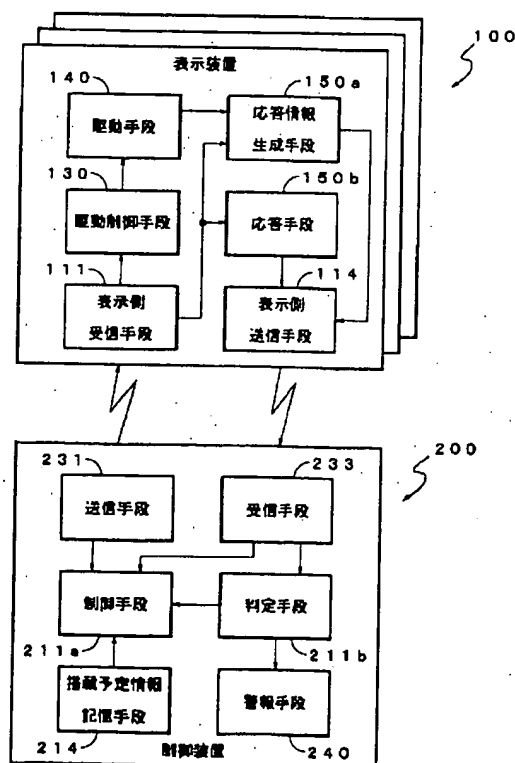 100
表示装置
140
150a
駆動手段
応答情報
生成手段
130
150b
駆動制御手段
応答手段
111
114
表示側
受信手段
表示側
送信手段
200
231
233
送信手段
受信手段
制御手段
判定手段
211a
211b
搭載予定情報
記憶手段
警報手段
214
制御装置
240